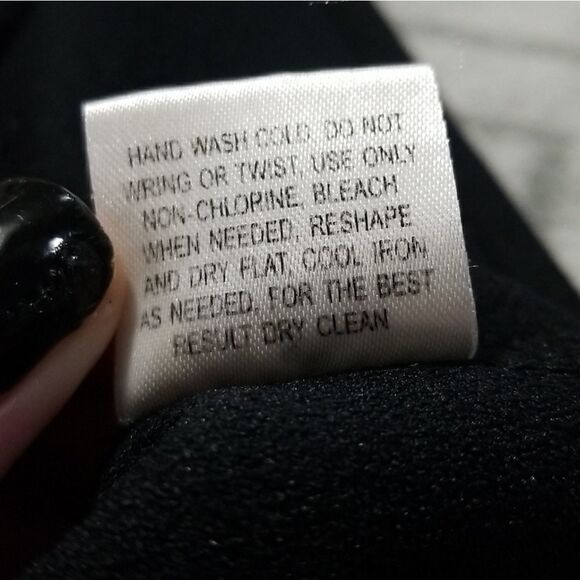 HAND WASH COLD. DO NOT
WRING OR TWIST. USE ONLY
NON-CHLORINE. BLEACH
WHEN NEEDED. RESHAPE
AND DRY FLAT. COOL IRON
AS NEEDED. FOR THE BEST
RESULT DRY CLEAN